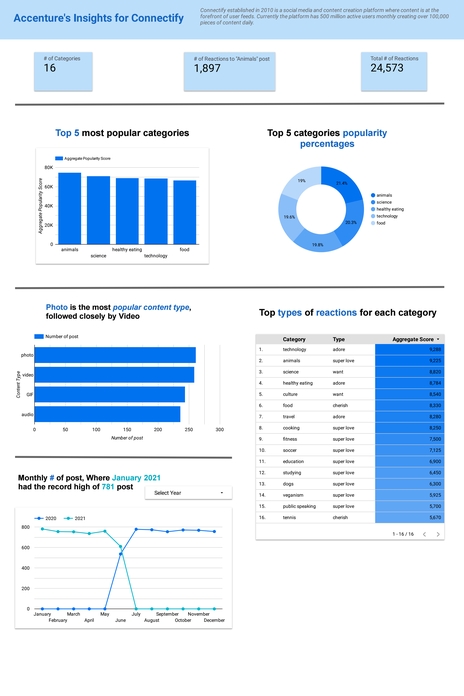 Accenture's Insights for Connectify
Connectify established in 2010 is a social media and content creation platform where content is at the
forefront of user feeds. Currently the platform has 500 million active users monthly creating over 100,000
pieces of content daily.
# of Categories
16
# of Reactions to "Animals" post
1,897
Total # of Reactions
24,573
Top 5 most popular categories
Aggregate Popularity Score
Aggregate Popularity Score
80K
60K
40K
20K
0
animals
science
healthy eating
technology
food
Top 5 categories popularity
percentages
19%
19.6%
19.8%
20.3%
animals
science
healthy eating
technology
food
Photo is the most popular content type,
followed closely by Video
Number of post
Content Type
photo
video
GIF
audio
0 50 100 150 200 250 300
Number of post
Top types of reactions for each category
Category Type Aggregate Score
1. technology adore
2. animals super love 9,225
3. science want
4. healthy eating adore 8,784
5. culture want 8,540
6. food cherish
7. travel adore 8,280
8. cooking super love 8,250
9. fitness super love 7,500
10. soccer super love 7,125
11. education super love 6,900
12. studying super love 6,450
13. dogs super love 6,300
14. veganism super love 5,925
15. public speaking super love 5,700
16. tennis cherish 5,670
1 - 16 / 16
Monthly # of post, Where January 2021
had the record high of 781 post
Select Year
2020 2021
800
600
400
200
0
January March May July September November
February April June August October December